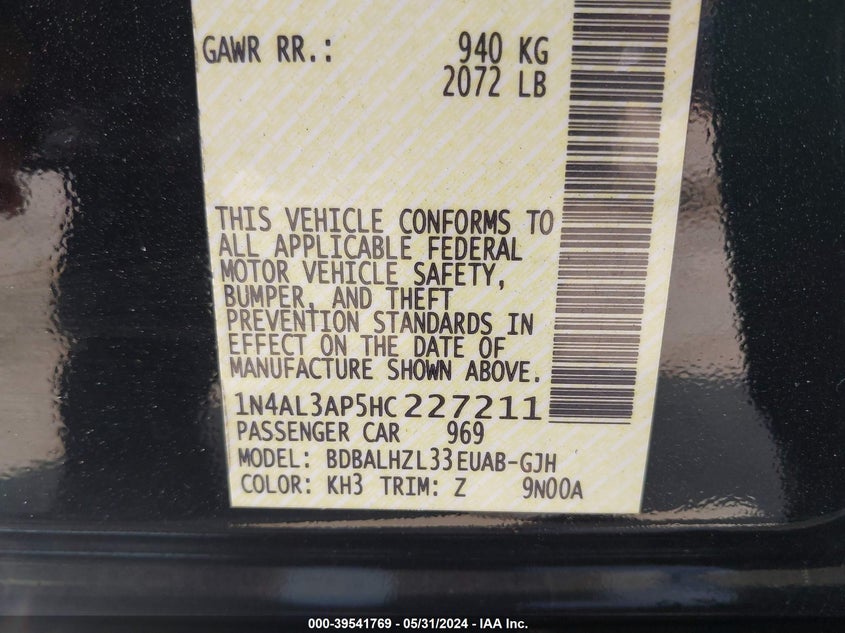 GAWR RR.: 940 KG
2072 LB
THIS VEHICLE CONFORMS TO
ALL APPLICABLE FEDERAL
MOTOR VEHICLE SAFETY,
BUMPER, AND THEFT
PREVENTION STANDARDS IN
EFFECT ON THE DATE OF
MANUFACTURE SHOWN ABOVE.
1N4AL3AP5HC227211
PASSENGER CAR 969
MODEL: BDBALHZL33EUAB-GJH
COLOR: KH3 TRIM: Z 9N00A
000-39541769 - 05/31/2024 - IAA Inc.